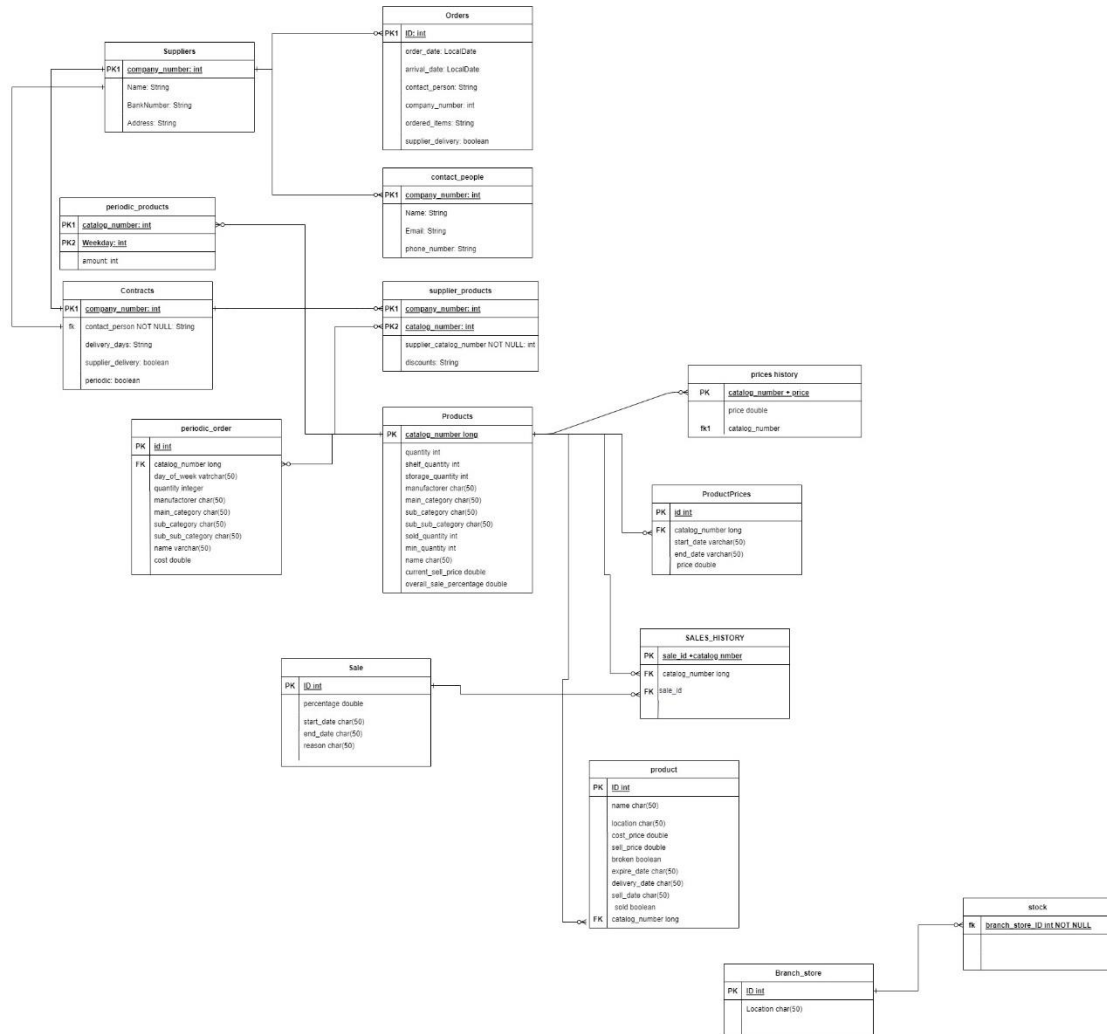 Orders
PK1 ID: int
order_date: LocalDate
arrival_date: LocalDate
contact_person: String
company_number: int
ordered_items: String
supplier_delivery: boolean
Suppliers
PK1 company_number: int
Name: String
BankNumber: String
Address: String
contact_people
PK1 company_number: int
Name: String
Email: String
phone_number: String
periodic_products
PK1 catalog_number: int
PK2 Weekday: int
amount: int
Contracts
PK1 company_number: int
fk contact_person NOT NULL: String
delivery_days: String
supplier_delivery: boolean
periodic: boolean
supplier_products
PK1 company_number: int
PK2 catalog_number: int
supplier_catalog_number NOT NULL: int
discounts: String
prices history
PK catalog_number + price
price double
fk1 catalog_number
periodic_order
PK id int
FK catalog_number long
day_of_week vatrchar(50)
quantity integer
manufactorer char(50)
main_category char(50)
sub_category char(50)
sub_sub_category char(50)
name varchar(50)
cost double
Products
PK catalog_number long
quantity int
shelf_quantity int
storage_quantity int
manufacturer char(50)
main_category char(50)
sub_category char(50)
sub_sub_category char(50)
sold_quantity int
min_quantity int
name char(50)
current_sell_price double
overall_sale_percentage double
ProductPrices
PK id int
FK catalog_number long
start_date varchar(50)
end_date varchar(50)
price double
SALES_HISTORY
PK sale_id +catalog nmber
FK catalog_number long
FK sale_id
Sale
PK ID int
percentage double
start_date char(50)
end_date char(50)
reason char(50)
product
PK ID int
name char(50)
location char(50)
cost_price double
sell_price double
broken boolean
expire_date char(50)
delivery_date char(50)
sell_date char(50)
sold boolean
FK catalog_number long
stock
fk branch_store_ID int NOT NULL
Branch_store
PK ID int
Location char(50)